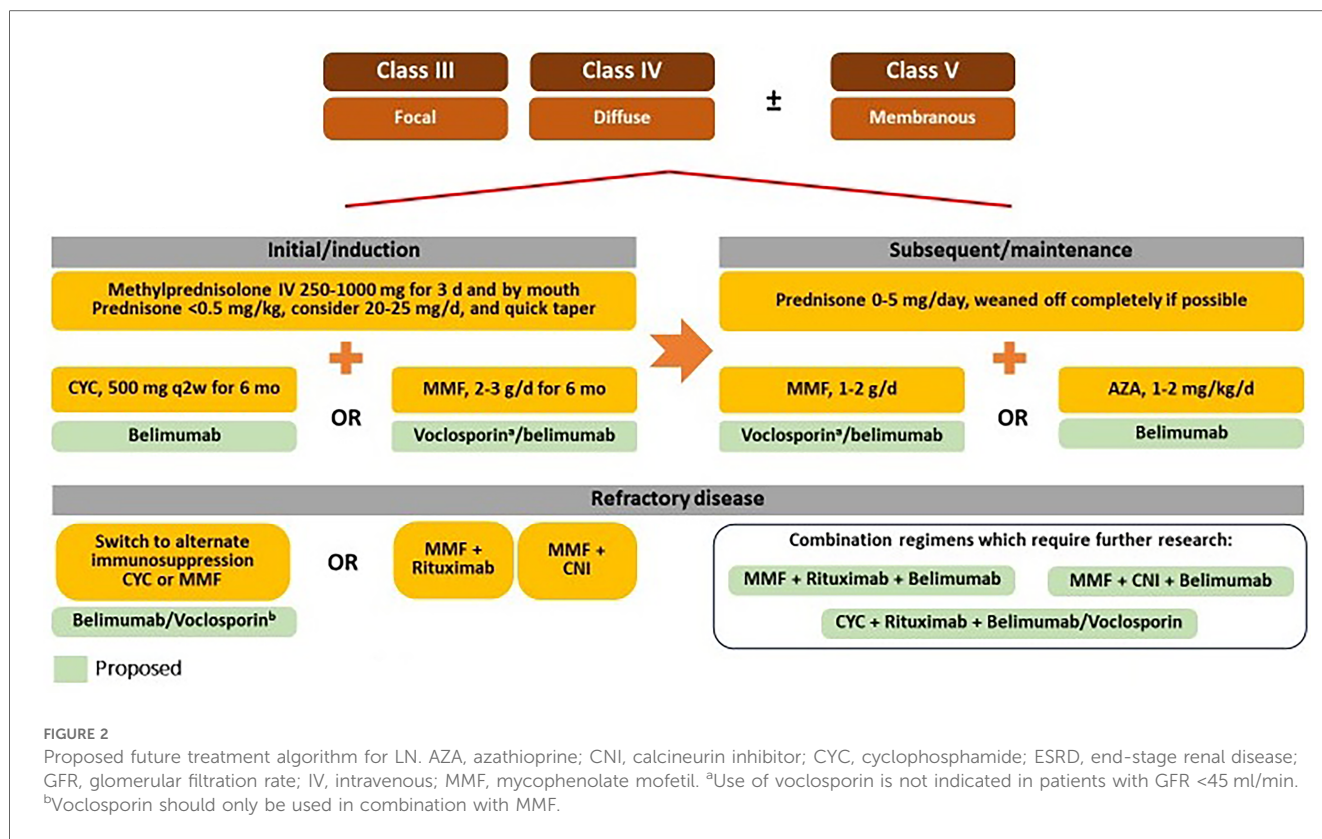 Class III
Class IV
Class V
±
Focal
Diffuse
Membranous
Initial/induction
Methylprednisolone IV 250-1000 mg for 3 d and by mouth
Prednisone <0.5 mg/kg, consider 20-25 mg/d, and quick taper
CYC, 500 mg q2w for 6 mo
Belimumab
OR
MMF, 2-3 g/d for 6 mo
Voclosporinᵃ/belimumab
Subsequent/maintenance
Prednisone 0-5 mg/day, weaned off completely if possible
MMF, 1-2 g/d
Voclosporinᵃ/belimumab
OR
AZA, 1-2 mg/kg/d
Belimumab
Refractory disease
Switch to alternate
immunosuppression
CYC or MMF
Belimumab/Voclosporinᵇ
OR
MMF +
Rituximab
MMF +
CNI
Combination regimens which require further research:
MMF + Rituximab + Belimumab
MMF + CNI + Belimumab
CYC + Rituximab + Belimumab/Voclosporin
Proposed
FIGURE 2
Proposed future treatment algorithm for LN. AZA, azathioprine; CNI, calcineurin inhibitor; CYC, cyclophosphamide; ESRD, end-stage renal disease;
GFR, glomerular filtration rate; IV, intravenous; MMF, mycophenolate mofetil. ᵃUse of voclosporin is not indicated in patients with GFR <45 ml/min.
ᵇVoclosporin should only be used in combination with MMF.